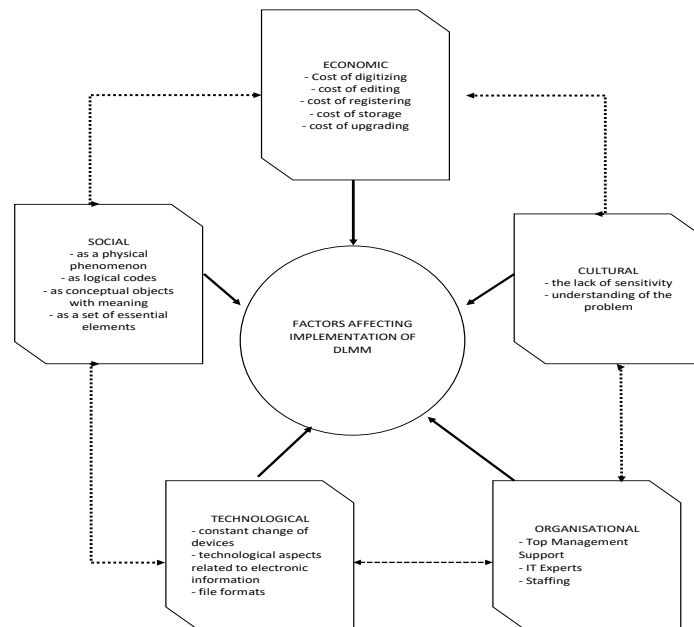 ECONOMIC
- Cost of digitizing
- cost of editing
- cost of registering
- cost of storage
- cost of upgrading
SOCIAL
- as a physical
phenomenon
- as logical codes
- as conceptual objects
with meaning
- as a set of essential
elements
CULTURAL
- the lack of sensitivity
- understanding of the
problem
FACTORS AFFECTING
IMPLEMENTATION OF
DLMM
TECHNOLOGICAL
- constant change of
devices
- technological aspects
related to electronic
information
- file formats
ORGANISATIONAL
- Top Management
Support
- IT Experts
- Staffing